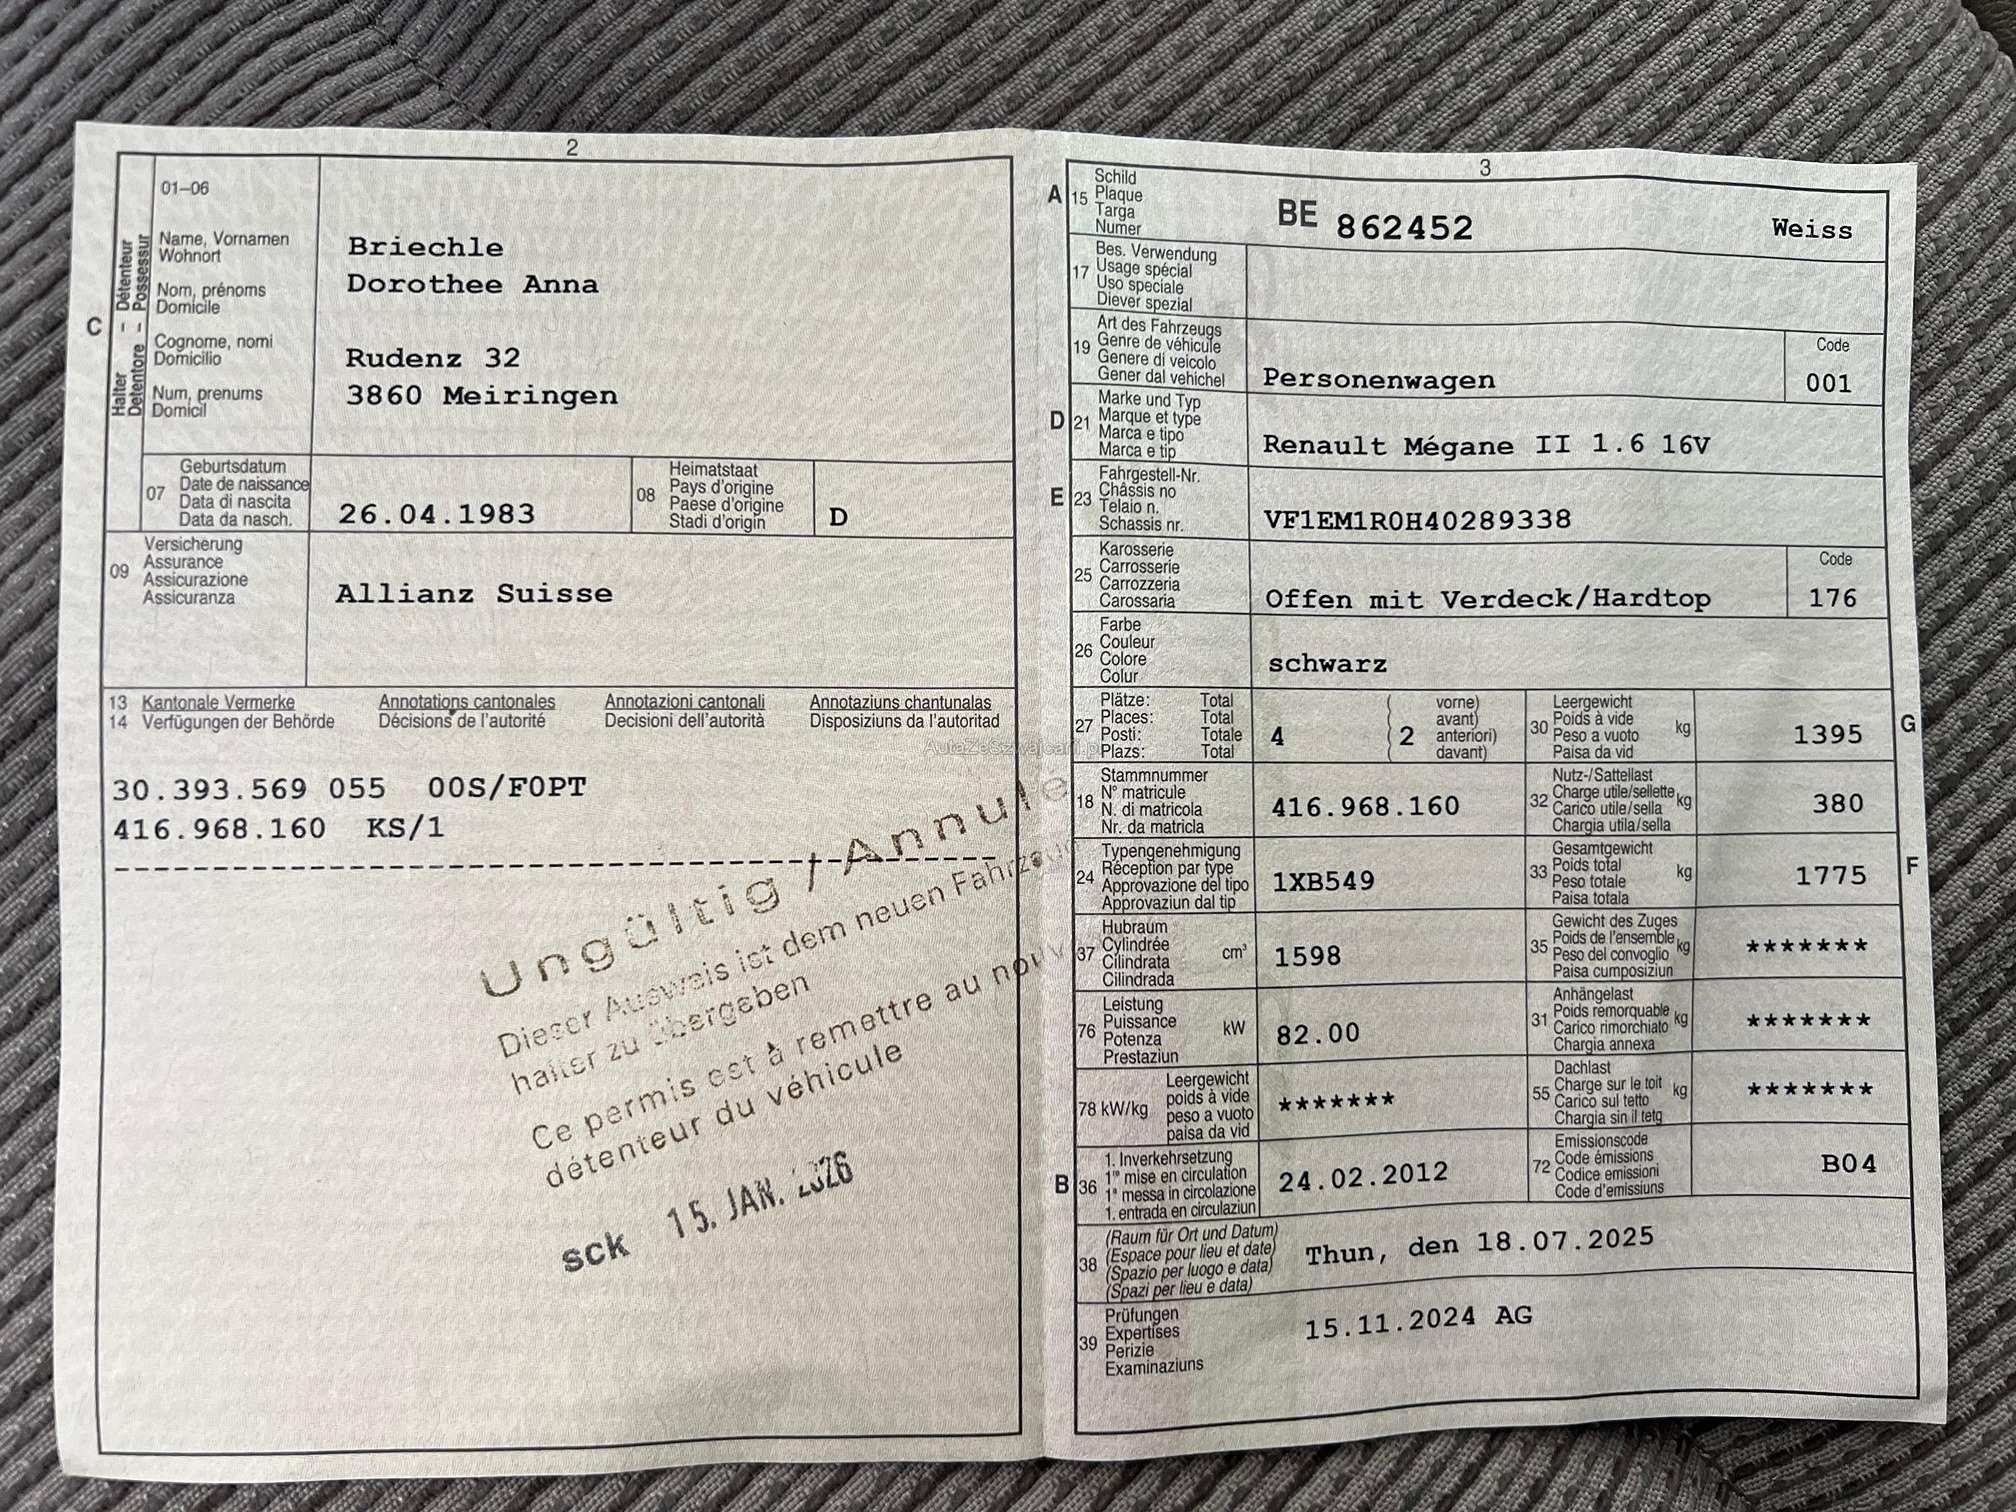 2
01–06
Halter – Détenteur
Detentore – Possessur
Name, Vornamen
Wohnort
Nom, prénoms
Domicile
Cognome, nomi
Domicilio
Num, prenums
Domicil
C
Briechle
Dorothee Anna
Rudenz 32
3860 Meiringen
07
Geburtsdatum
Date de naissance
Data di nascita
Data da nasch.
26.04.1983
08
Heimatstaat
Pays d'origine
Paese d'origine
Stadi d'origin
D
09
Versicherung
Assurance
Assicurazione
Assicuranza
Allianz Suisse
13 Kantonale Vermerke Annotations cantonales Annotazioni cantonali Annotaziuns chantunalas
14 Verfügungen der Behörde Décisions de l'autorité Decisioni dell'autorità Disposiziuns da l'autoritad
30.393.569 055 00S/F0PT
416.968.160 KS/1
Ungültig / Annulé
Dieser Ausweis ist dem neuen Fahrzeug
halter zu übergeben
Ce permis est à remettre au nouv
détenteur du véhicule
sck 15. JAN. 2026
AutaZeSzwajcarii.pl
3
A
15
Schild
Plaque
Targa
Numer
BE 862452 Weiss
17
Bes. Verwendung
Usage spécial
Uso speciale
Diever spezial
19
Art des Fahrzeugs
Genre de véhicule
Genere di veicolo
Gener dal vehichel
Personenwagen
Code
001
D
21
Marke und Typ
Marque et type
Marca e tipo
Marca e tip
Renault Mégane II 1.6 16V
E
23
Fahrgestell-Nr.
Châssis no
Telaio n.
Schassis nr.
VF1EM1R0H40289338
25
Karosserie
Carrosserie
Carrozzeria
Carossaria
Offen mit Verdeck/Hardtop
Code
176
26
Farbe
Couleur
Colore
Colur
schwarz
27
Plätze: Total
Places: Total
Posti: Totale
Plazs: Total
4
( vorne)
avant)
( 2 anteriori)
( davant)
30
Leergewicht
Poids à vide
Peso a vuoto
Paisa da vid
kg
1395
G
18
Stammnummer
N° matricule
N. di matricola
Nr. da matricla
416.968.160
32
Nutz-/Sattellast
Charge utile/sellette
Carico utile/sella
Chargia utila/sella
kg
380
24
Typengenehmigung
Réception par type
Approvazione del tipo
Approvaziun dal tip
1XB549
33
Gesamtgewicht
Poids total
Peso totale
Paisa totala
kg
1775
F
37
Hubraum
Cylindrée
Cilindrata
Cilindrada
cm³
1598
35
Gewicht des Zuges
Poids de l'ensemble
Peso del convoglio
Paisa cumposiziun
kg
*******
76
Leistung
Puissance
Potenza
Prestaziun
kW
82.00
31
Anhängelast
Poids remorquable
Carico rimorchiato
Chargia annexa
kg
*******
78 kW/kg
Leergewicht
poids à vide
peso a vuoto
paisa da vid
*******
55
Dachlast
Charge sur le toit
Carico sul tetto
Chargia sin il tetg
kg
*******
B
36
1. Inverkehrsetzung
1re mise en circulation
1a messa in circolazione
1. entrada en circulaziun
24.02.2012
72
Emissionscode
Code émissions
Codice emissioni
Code d'emissiuns
B04
38
(Raum für Ort und Datum)
(Espace pour lieu et date)
(Spazio per luogo e data)
(Spazi per lieu e data)
Thun, den 18.07.2025
39
Prüfungen
Expertises
Perizie
Examinaziuns
15.11.2024 AG